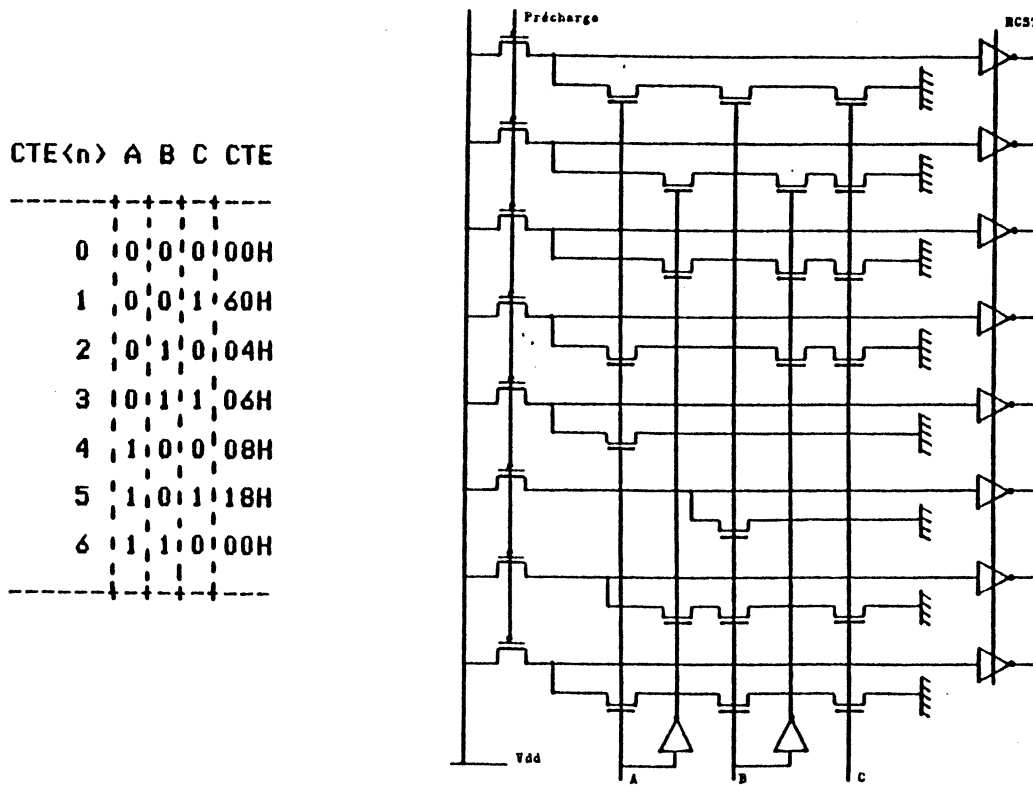 CTE<n> A B C CTE
0 0 0 0 00H
1 0 0 1 60H
2 0 1 0 04H
3 0 1 1 06H
4 1 0 0 08H
5 1 0 1 18H
6 1 1 0 00H
Précharge
Vdd
A
B
C